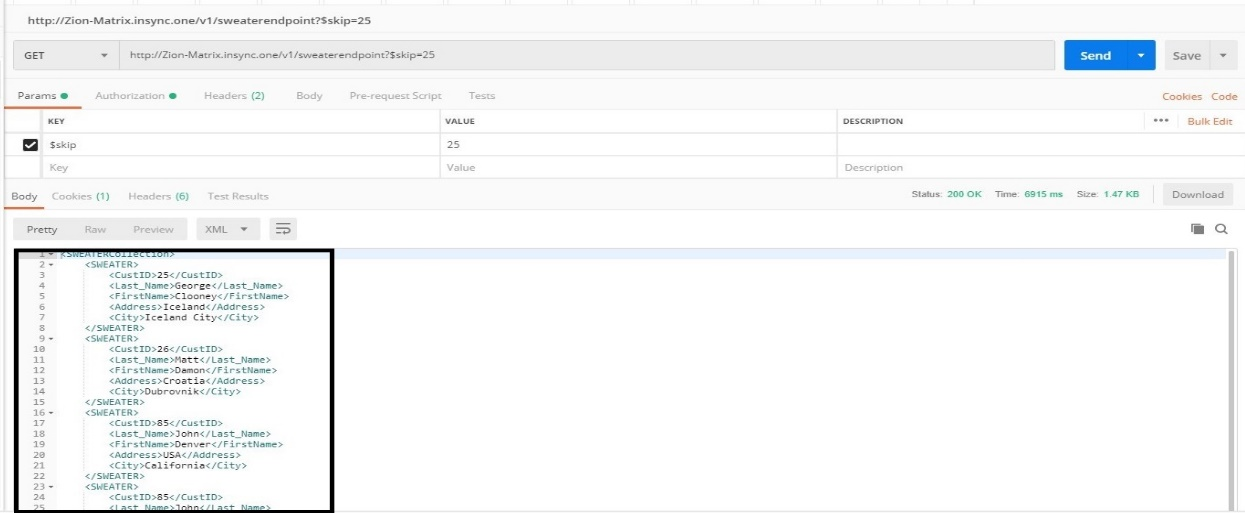 http://Zion-Matrix.insync.one/v1/sweaterendpoint?$skip=25
GET http://Zion-Matrix.insync.one/v1/sweaterendpoint?$skip=25 Send Save
Params Authorization Headers (2) Body Pre-request Script Tests Cookies Code
KEY VALUE DESCRIPTION ••• Bulk Edit
$skip 25
Key Value Description
Body Cookies (1) Headers (6) Test Results Status: 200 OK Time: 6915 ms Size: 1.47 KB Download
Pretty Raw Preview XML
1 <SWEATERCollection>
2 <SWEATER>
3 <CustID>25</CustID>
4 <Last_Name>George</Last_Name>
5 <FirstName>Clooney</FirstName>
6 <Address>Iceland</Address>
7 <City>Iceland City</City>
8 </SWEATER>
9 <SWEATER>
10 <CustID>26</CustID>
11 <Last_Name>Matt</Last_Name>
12 <FirstName>Damon</FirstName>
13 <Address>Croatia</Address>
14 <City>Dubrovnik</City>
15 </SWEATER>
16 <SWEATER>
17 <CustID>85</CustID>
18 <Last_Name>John</Last_Name>
19 <FirstName>Denver</FirstName>
20 <Address>USA</Address>
21 <City>California</City>
22 </SWEATER>
23 <SWEATER>
24 <CustID>85</CustID>
25 <Last_Name>John</Last_Name>